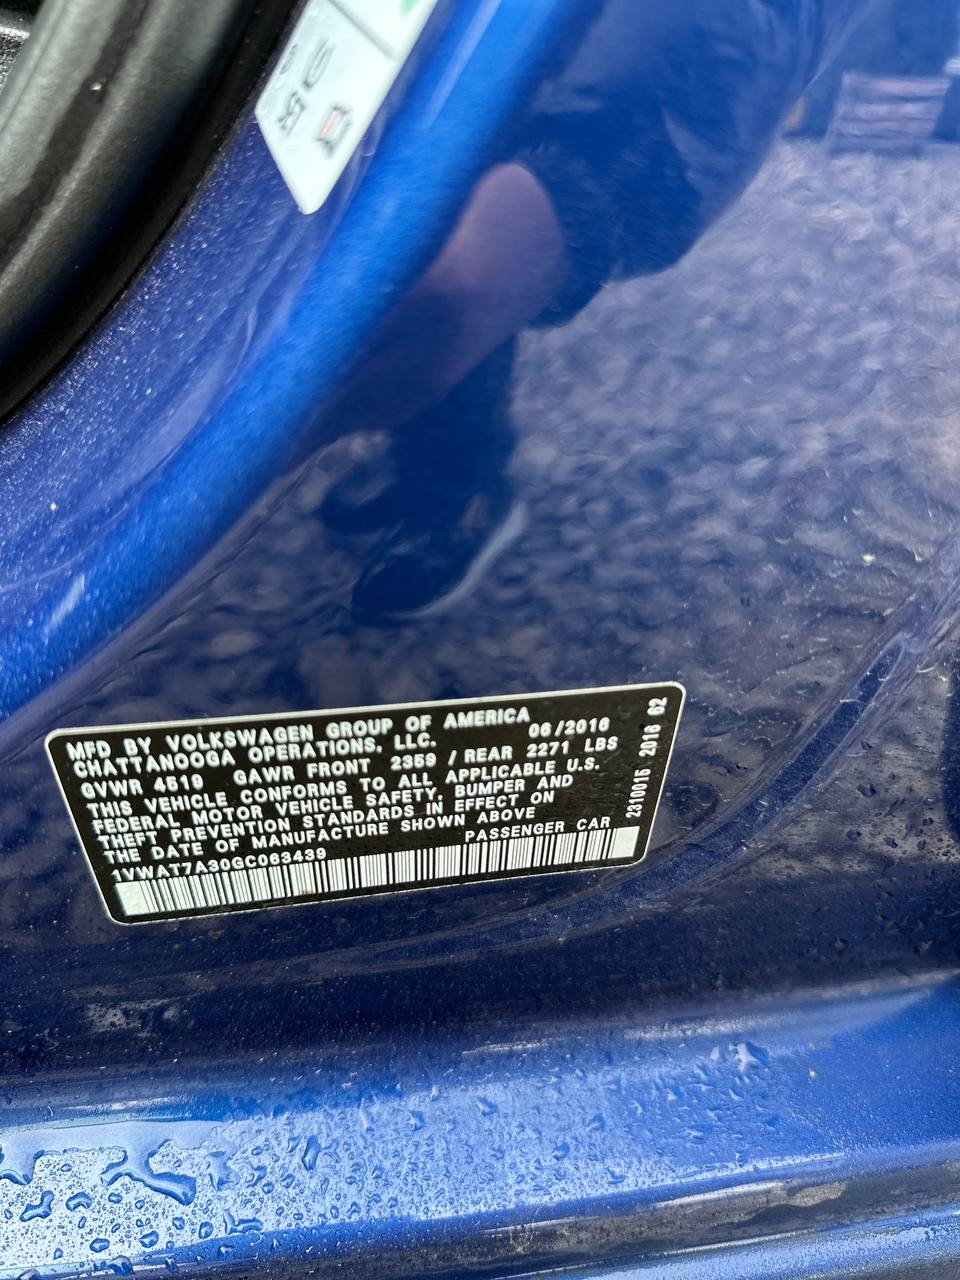 MFD BY VOLKSWAGEN GROUP OF AMERICA
CHATTANOOGA OPERATIONS, LLC. 06/2016
GVWR 4519 GAWR FRONT 2359 / REAR 2271 LBS
THIS VEHICLE CONFORMS TO ALL APPLICABLE U.S.
FEDERAL MOTOR VEHICLE SAFETY, BUMPER AND
THEFT PREVENTION STANDARDS IN EFFECT ON
THE DATE OF MANUFACTURE SHOWN ABOVE
1VWAT7A30GC063439 PASSENGER CAR
2310016 2016 02